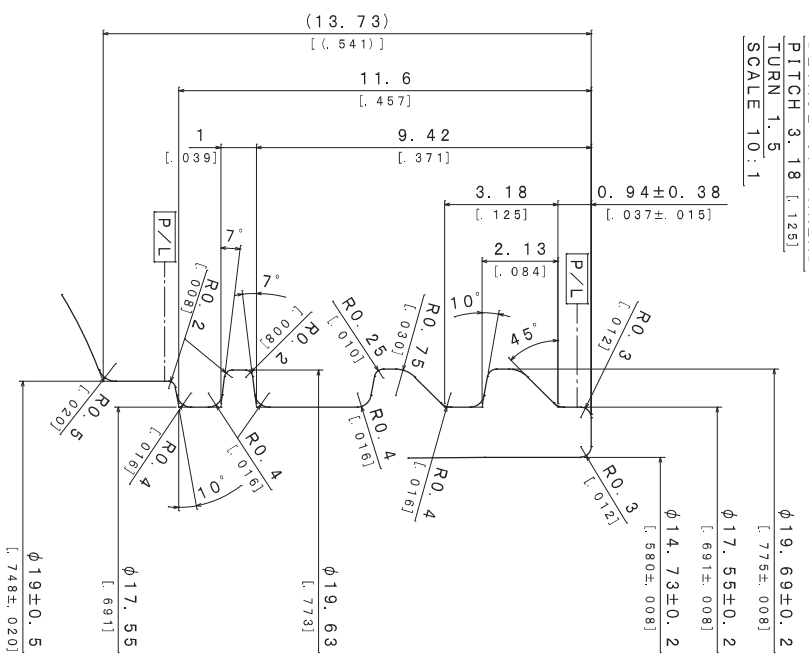 PITCH 3.18 [.125]
TURN 1.5
SCALE 10:1
(13.73)
[(.541)]
11.6
[.457]
1
[.039]
9.42
[.371]
3.18
[.125]
0.94±0.38
[.037±.015]
2.13
[.084]
P/L
P/L
7°
7°
10°
45°
R0.2
[.008]
R0.2
[.008]
R0.25
[.010]
R0.75
[.030]
R0.3
[.012]
R0.5
[.020]
R0.4
[.016]
10°
R0.4
[.016]
R0.4
[.016]
R0.4
[.016]
R0.3
[.012]
φ19±0.5
[.748±.020]
φ17.55
[.691]
φ19.63
[.773]
φ14.73±0.2
[.580±.008]
φ17.55±0.2
[.691±.008]
φ19.69±0.2
[.775±.008]